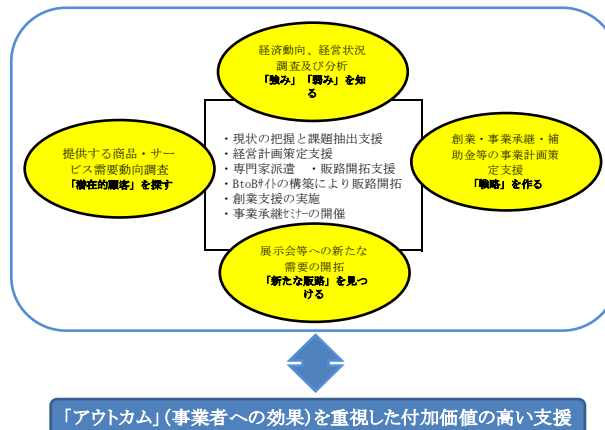 経済動向、経営状況
調査及び分析
「強み」「弱み」を知
る
提供する商品・サー
ビス需要動向調査
「潜在的顧客」を探す
・現状の把握と課題抽出支援
・経営計画策定支援
・専門家派遣　・販路開拓支援
・BtoBｻｲﾄの構築により販路開拓
・創業支援の実施
・事業承継ｾﾐﾅｰの開催
創業・事業承継・補
助金等の事業計画策
定支援
「戦略」を作る
展示会等への新たな
需要の開拓
「新たな販路」を見つ
ける
「アウトカム」（事業者への効果）を重視した付加価値の高い支援